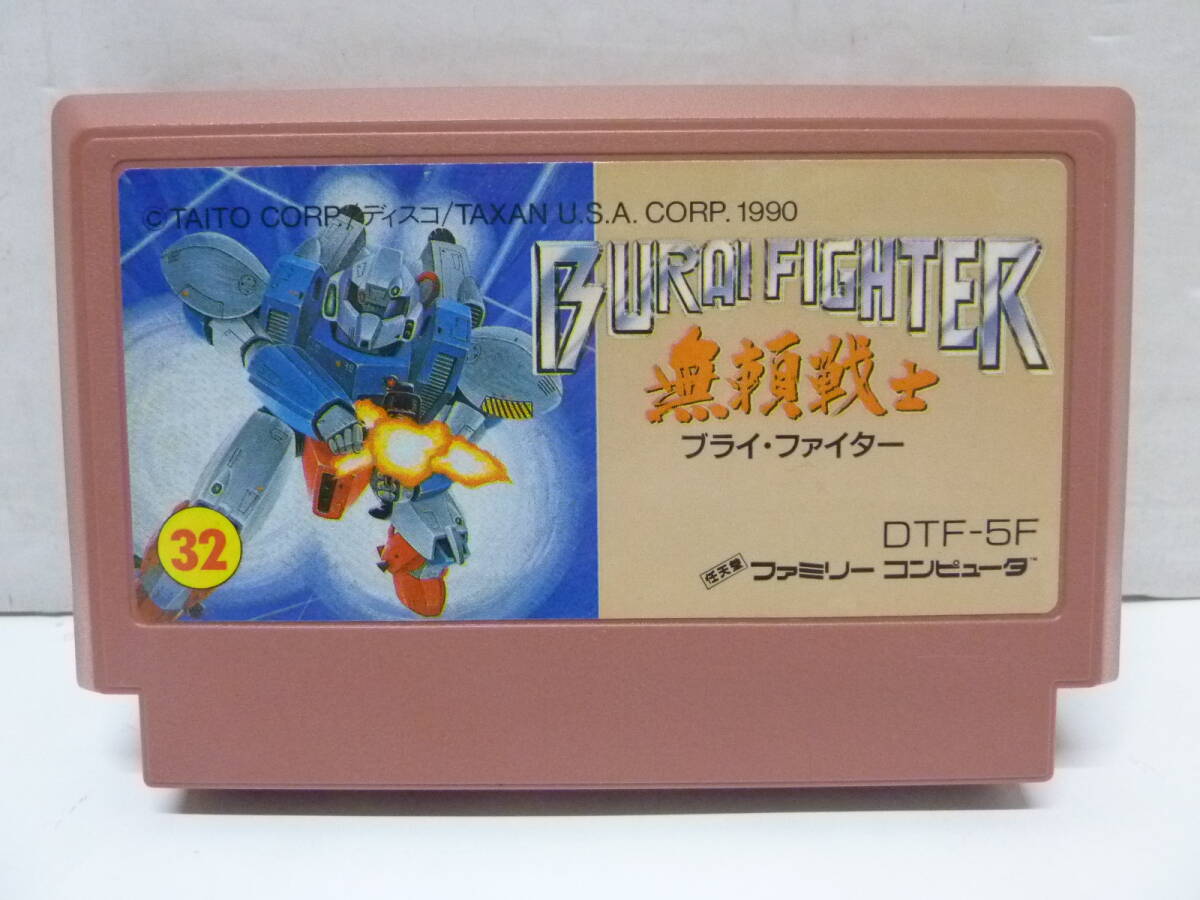 © TAITO CORP./ディスコ/TAXAN U.S.A. CORP. 1990
BURAI FIGHTER
無頼戦士
ブライ・ファイター
32
DTF-5F
任天堂 ファミリー コンピュータ™